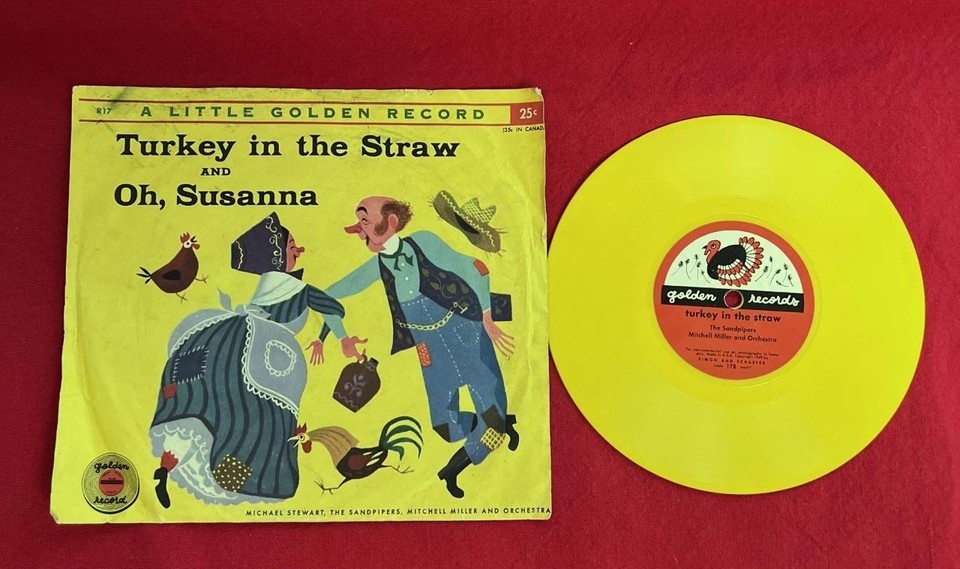 R17 A LITTLE GOLDEN RECORD 25¢
(35c IN CANADA
Turkey in the Straw
AND
Oh, Susanna
golden
record
MICHAEL STEWART, THE SANDPIPERS, MITCHELL MILLER AND ORCHESTRA
golden records
turkey in the straw
The Sandpipers
Mitchell Miller and Orchestra
SIMON AND SCHUSTER
17B